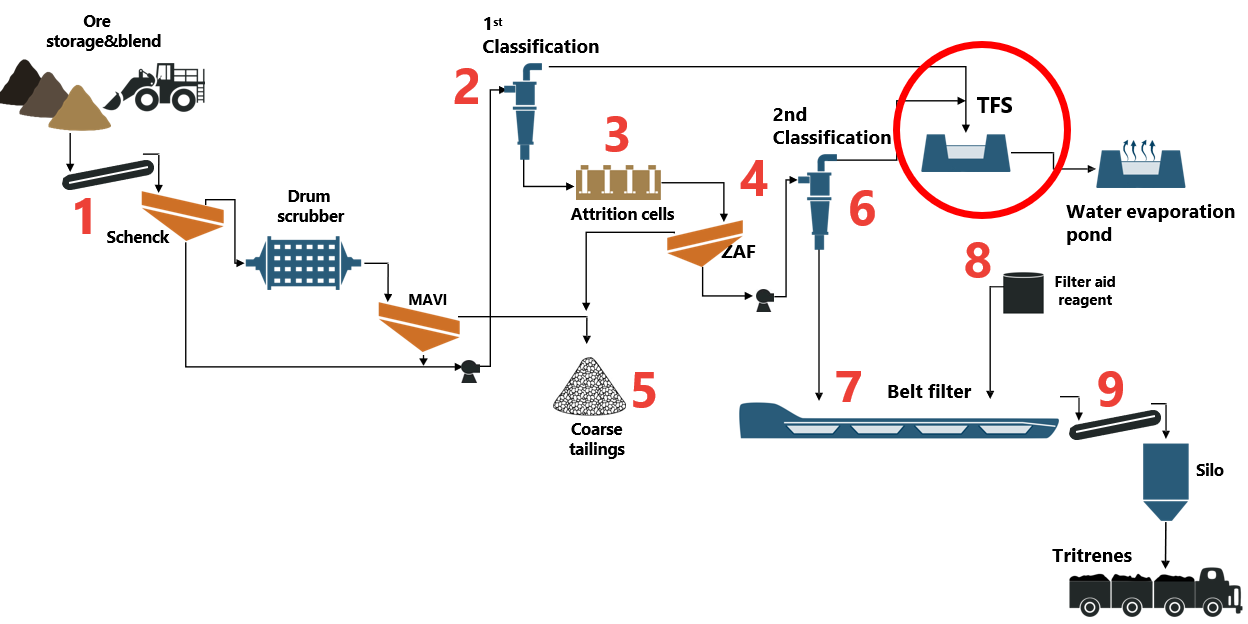 Ore
storage&blend
1st
Classification
2
3
Attrition cells
2nd
Classification
4
TFS
6
Water evaporation
pond
1
Schenck
Drum
scrubber
ZAF
8
Filter aid
reagent
MAVI
5
Coarse
tailings
7
Belt filter
9
Silo
Tritrenes